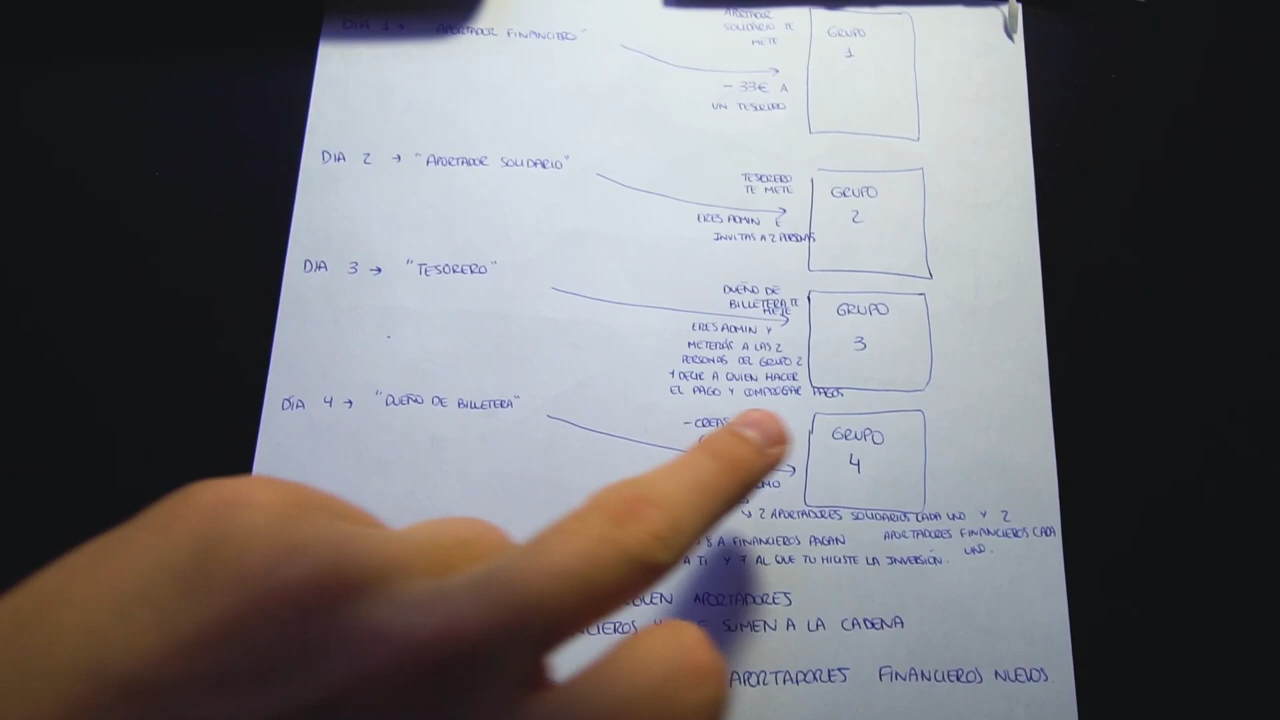 DIA 1 → "APORTADOR FINANCIERO"
APORTADOR
SOLIDARIO TE
METE
- 33€ A
UN TESORERO
GRUPO
1
DIA 2 → "APORTADOR SOLIDARIO"
TESORERO
TE METE
ERES ADMIN E
INVITAS A 2 PERSONAS
GRUPO
2
DIA 3 → "TESORERO"
DUEÑO DE
BILLETERA TE
METE
ERES ADMIN Y
METERÁS A LAS 2
PERSONAS DEL GRUPO 2
Y DECIR A QUIEN HACER
EL PAGO Y COMPROBAR PAGOS
GRUPO
3
DÍA 4 → "DUEÑO DE BILLETERA"
- CREAS
GRUPO
4
2 APORTADORES SOLIDARIOS CADA UNO Y 2
8 A FINANCIEROS PAGAN APORTADORES FINANCIEROS CADA
UNO.
A TI Y 7 AL QUE TU HICISTE LA INVERSIÓN.
APORTADORES
SUMEN A LA CADENA
APORTADORES FINANCIEROS NUEVOS.